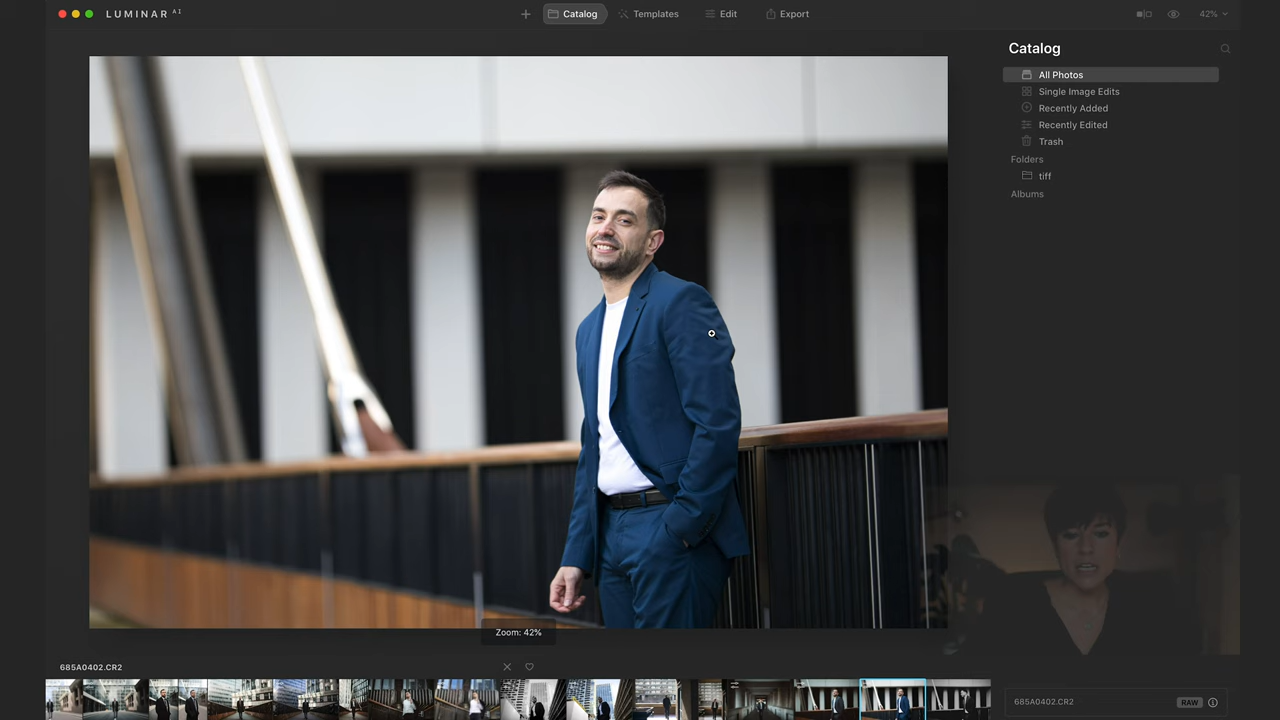 LUMINAR AI
Catalog
Templates
Edit
Export
42%
Catalog
All Photos
Single Image Edits
Recently Added
Recently Edited
Trash
Folders
tiff
Albums
Zoom: 42%
685A0402.CR2
685A0402.CR2
RAW